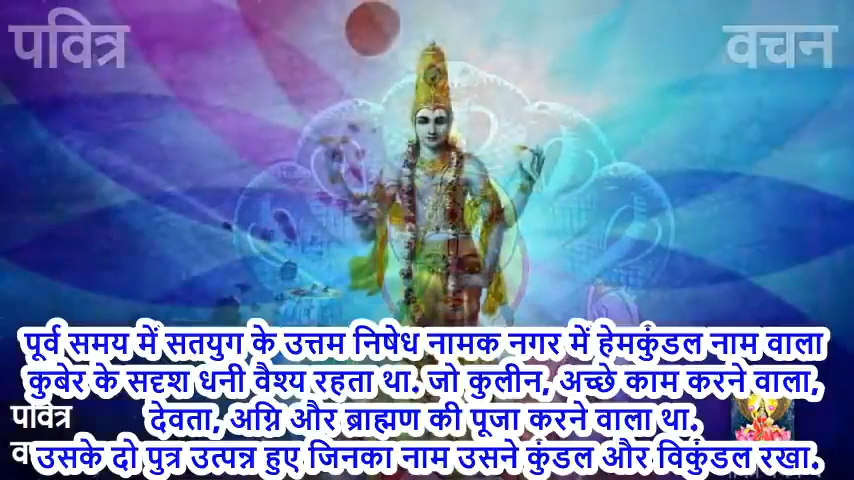 पवित्र वचन
पूर्व समय में सतयुग के उत्तम निषेध नामक नगर में हेमकुंडल नाम वाला
कुबेर के सदृश धनी वैश्य रहता था. जो कुलीन, अच्छे काम करने वाला,
देवता, अग्नि और ब्राह्मण की पूजा करने वाला था.
उसके दो पुत्र उत्पन्न हुए जिनका नाम उसने कुंडल और विकुंडल रखा.
पवित्र